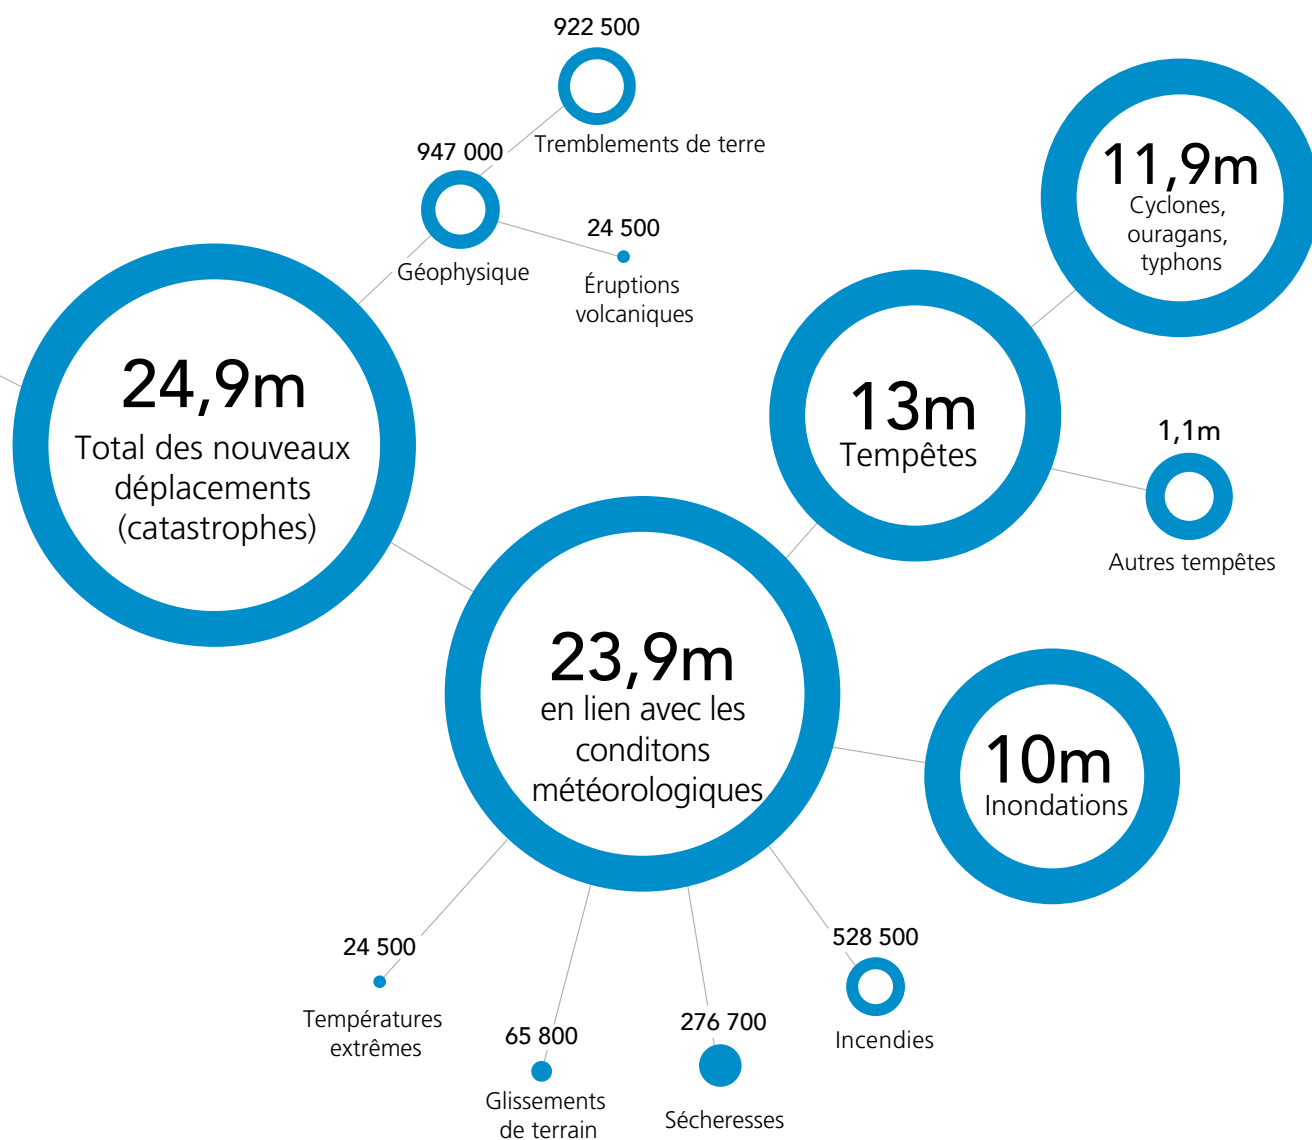 922 500
Tremblements de terre
947 000
Géophysique
24 500
Éruptions
volcaniques
24,9m
Total des nouveaux
déplacements
(catastrophes)
11,9m
Cyclones,
ouragans,
typhons
13m
Tempêtes
1,1m
Autres tempêtes
23,9m
en lien avec les
conditons
météorologiques
10m
Inondations
24 500
Températures
extrêmes
65 800
Glissements
de terrain
276 700
Sécheresses
528 500
Incendies